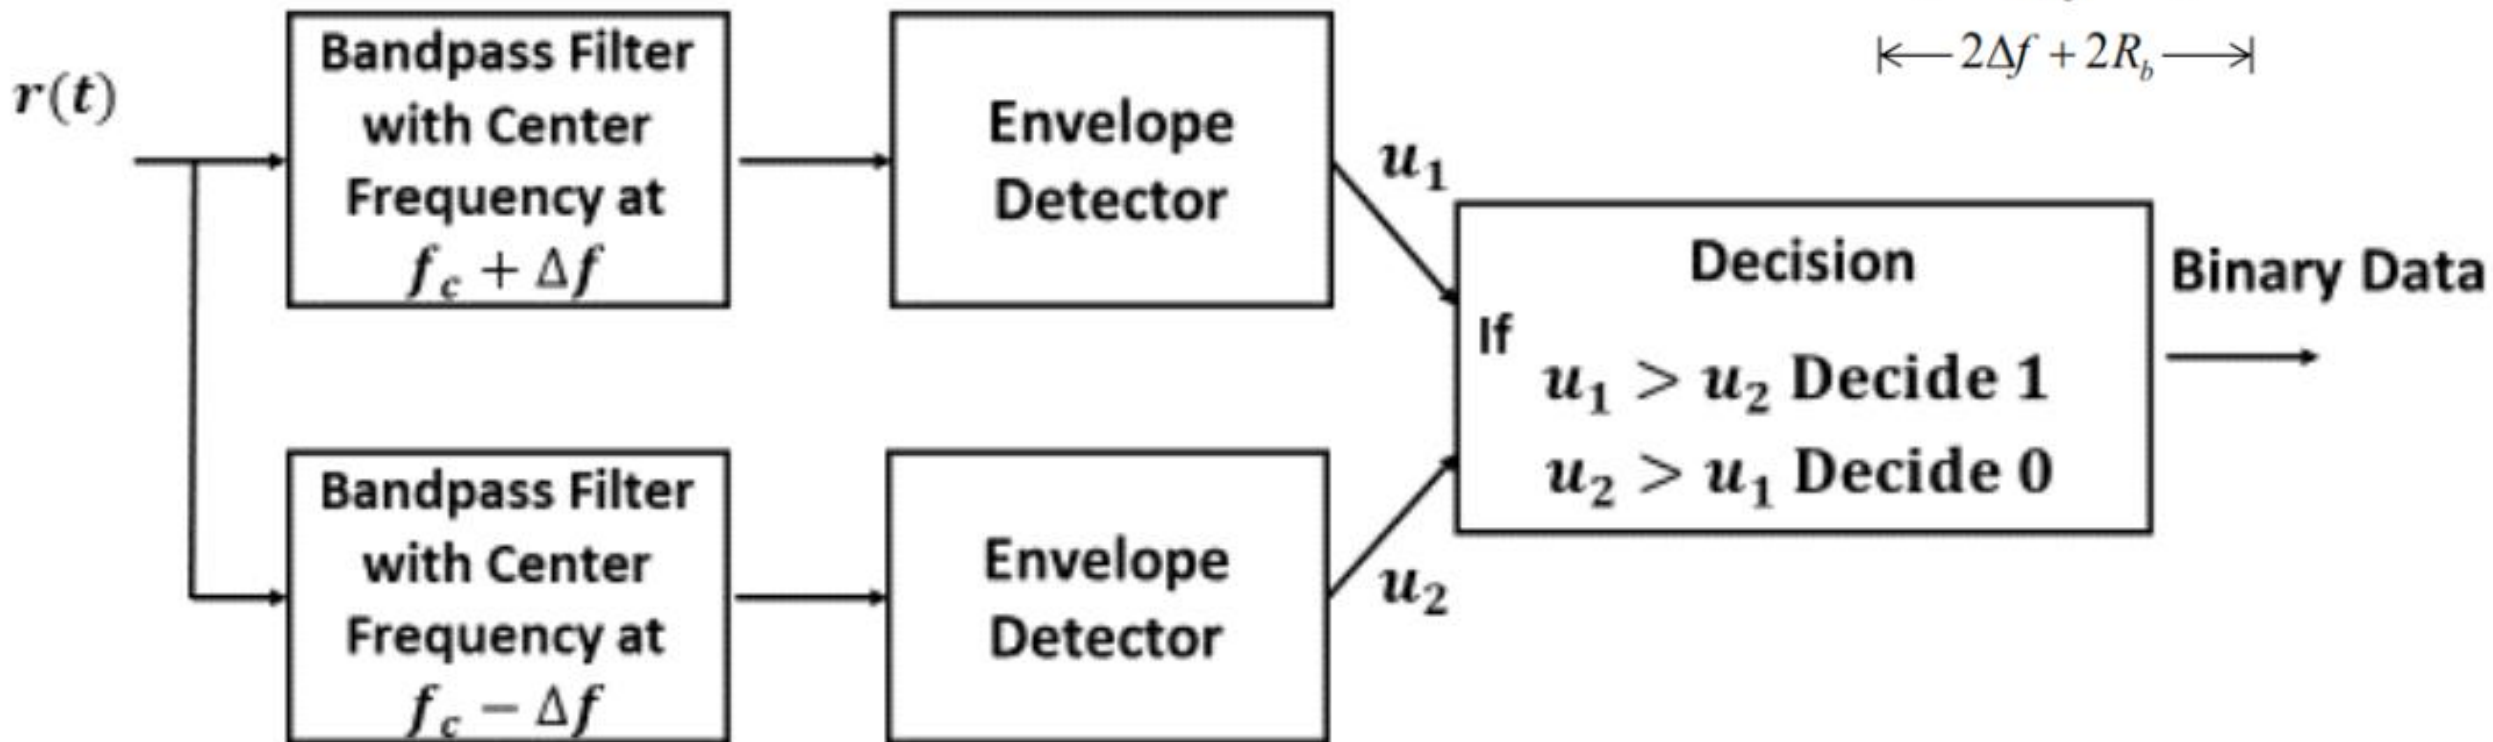 r(t)
Bandpass Filter
with Center
Frequency at
f_c + Δf
Envelope
Detector
2Δf + 2R_b
u_1
Decision
If
u_1 > u_2 Decide 1
u_2 > u_1 Decide 0
Binary Data
Bandpass Filter
with Center
Frequency at
f_c − Δf
Envelope
Detector
u_2